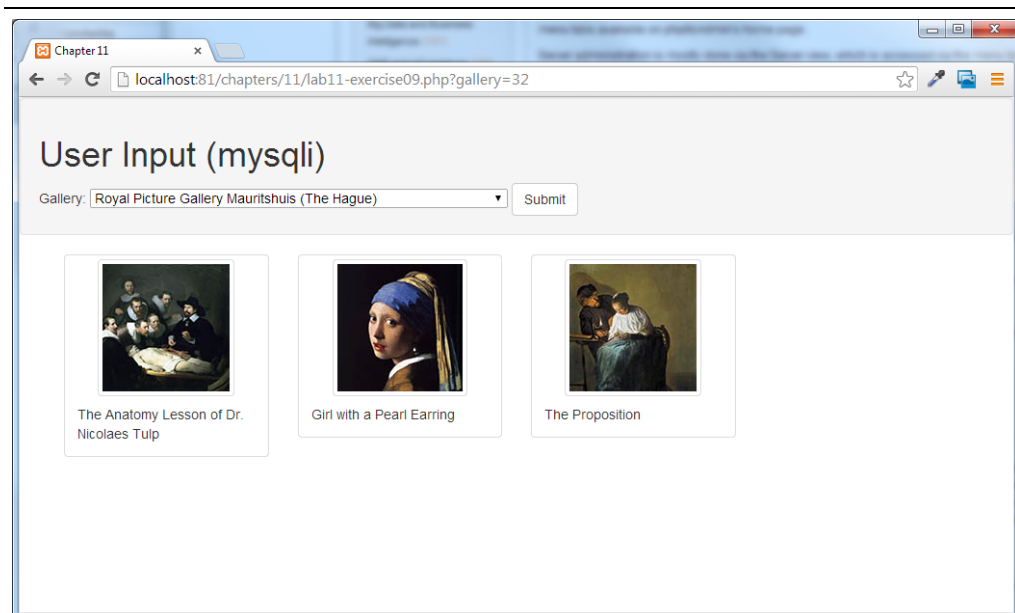 Chapter 11
localhost:81/chapters/11/lab11-exercise09.php?gallery=32
User Input (mysqli)
Gallery: Royal Picture Gallery Mauritshuis (The Hague) Submit
The Anatomy Lesson of Dr.
Nicolaes Tulp
Girl with a Pearl Earring
The Proposition